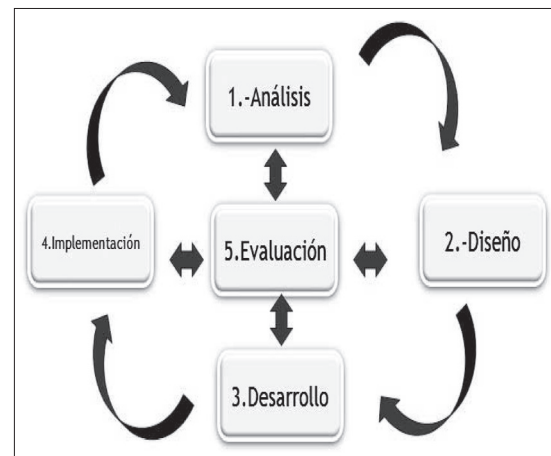 1.-Análisis
2.-Diseño
3.Desarrollo
4.Implementación
5.Evaluación